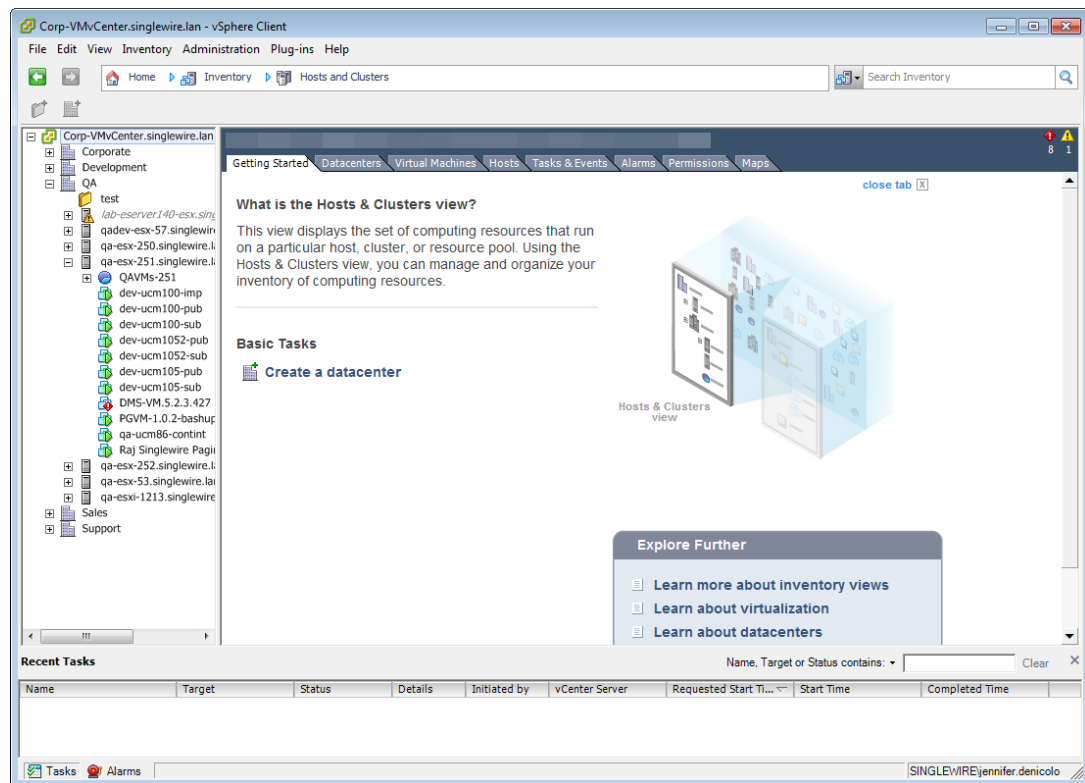 Corp-VMvCenter.singlewire.lan - vSphere Client
File Edit View Inventory Administration Plug-ins Help
Home Inventory Hosts and Clusters
Search Inventory
Corp-VMvCenter.singlewire.lan
Corporate
Development
QA
test
lab-eserver140-esx.sing
qadev-esx-57.singlewire
qa-esx-250.singlewire.l
qa-esx-251.singlewire.l
QAVMs-251
dev-ucm100-imp
dev-ucm100-pub
dev-ucm100-sub
dev-ucm1052-pub
dev-ucm1052-sub
dev-ucm105-pub
dev-ucm105-sub
DMS-VM.5.2.3.427
PGVM-1.0.2-bashup
qa-ucm86-contint
Raj Singlewire Pagi
qa-esx-252.singlewire.l
qa-esx-53.singlewire.la
qa-esxi-1213.singlewire
Sales
Support
8 1
Getting Started Datacenters Virtual Machines Hosts Tasks & Events Alarms Permissions Maps
close tab X
What is the Hosts & Clusters view?
This view displays the set of computing resources that run
on a particular host, cluster, or resource pool. Using the
Hosts & Clusters view, you can manage and organize your
inventory of computing resources.
Basic Tasks
Create a datacenter
Hosts & Clusters
view
Explore Further
Learn more about inventory views
Learn about virtualization
Learn about datacenters
Recent Tasks
Name, Target or Status contains:
Clear
Name Target Status Details Initiated by vCenter Server Requested Start Ti... Start Time Completed Time
Tasks Alarms
SINGLEWIRE\jennifer.denicolo